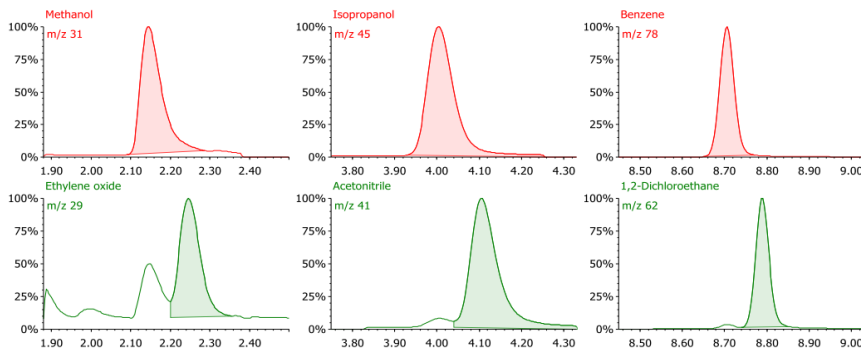 Methanol
m/z 31
100%
75%
50%
25%
0%
1.90 2.00 2.10 2.20 2.30 2.40
Isopropanol
m/z 45
100%
75%
50%
25%
0%
3.80 3.90 4.00 4.10 4.20 4.30
Benzene
m/z 78
100%
75%
50%
25%
0%
8.50 8.60 8.70 8.80 8.90 9.00
Ethylene oxide
m/z 29
100%
75%
50%
25%
0%
1.90 2.00 2.10 2.20 2.30 2.40
Acetonitrile
m/z 41
100%
75%
50%
25%
0%
3.80 3.90 4.00 4.10 4.20 4.30
1,2-Dichloroethane
m/z 62
100%
75%
50%
25%
0%
8.50 8.60 8.70 8.80 8.90 9.00